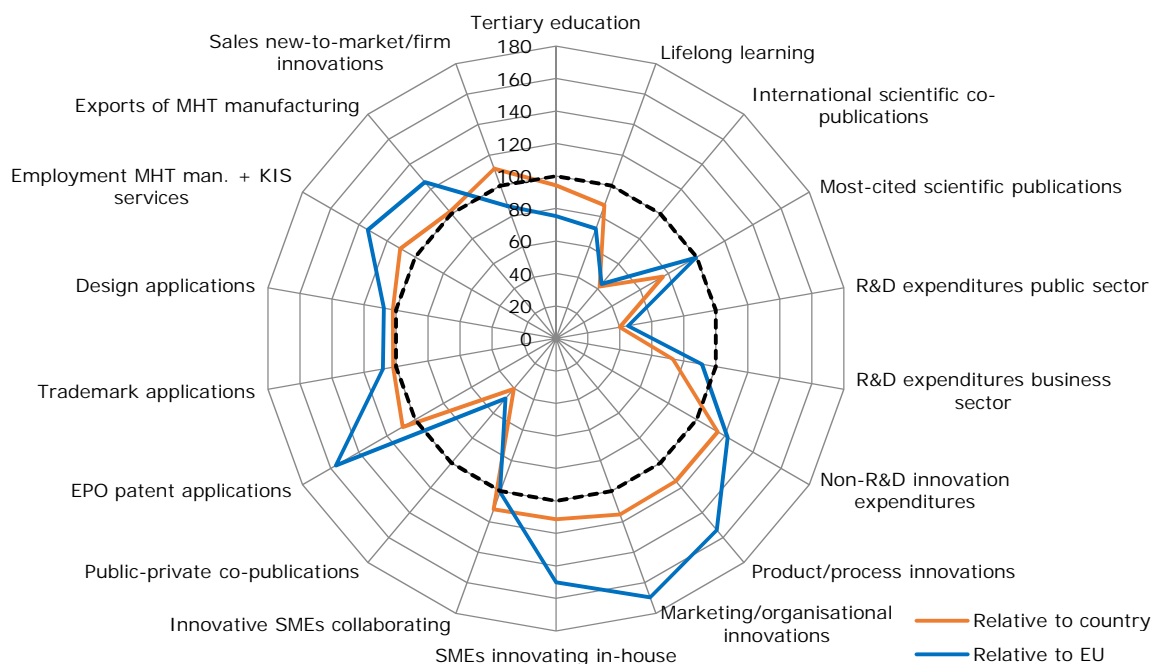 Tertiary education
Lifelong learning
International scientific co-
publications
Most-cited scientific publications
R&D expenditures public sector
R&D expenditures business
sector
Non-R&D innovation
expenditures
Product/process innovations
Marketing/organisational
innovations
SMEs innovating in-house
Innovative SMEs collaborating
Public-private co-publications
EPO patent applications
Trademark applications
Design applications
Employment MHT man. + KIS
services
Exports of MHT manufacturing
Sales new-to-market/firm
innovations
180
160
140
120
100
80
60
40
20
0
Relative to country
Relative to EU